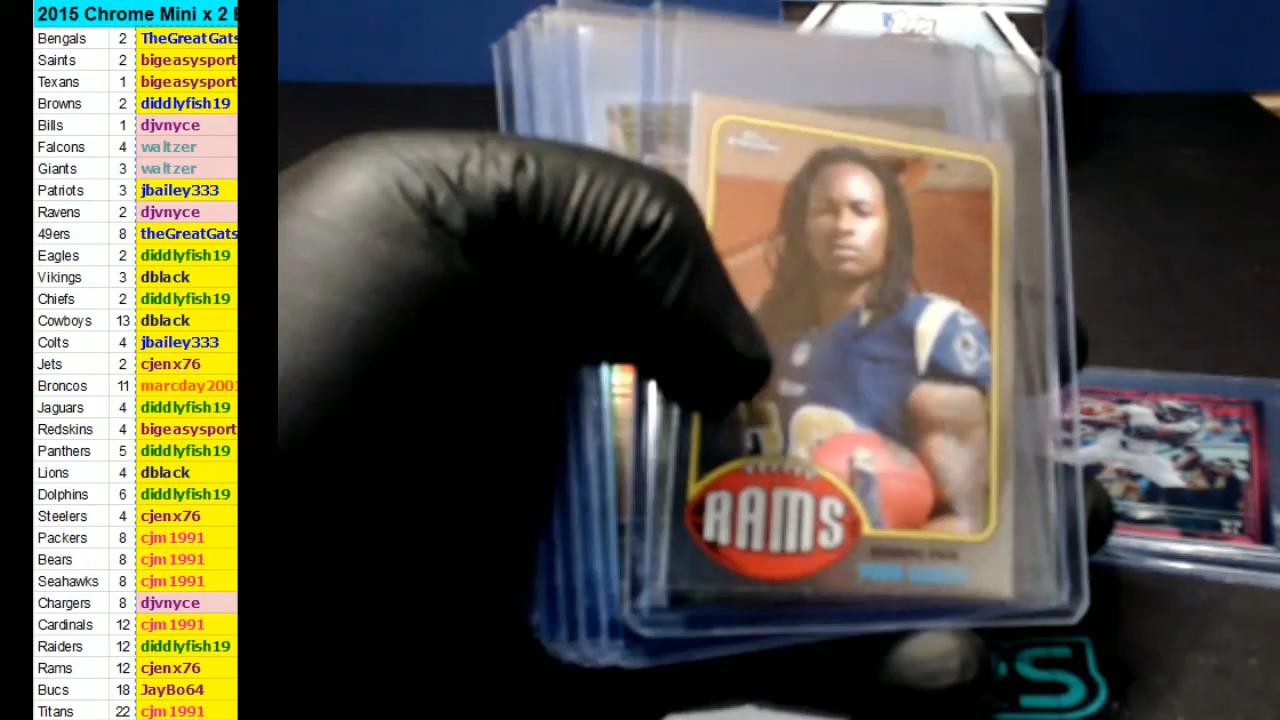 2015 Chrome Mini x 2 B
Bengals 2 TheGreatGats
Saints 2 bigeasysport
Texans 1 bigeasysport
Browns 2 diddlyfish19
Bills 1 djvnyce
Falcons 4 waltzer
Giants 3 waltzer
Patriots 3 jbailey333
Ravens 2 djvnyce
49ers 8 theGreatGats
Eagles 2 diddlyfish19
Vikings 3 dblack
Chiefs 2 diddlyfish19
Cowboys 13 dblack
Colts 4 jbailey333
Jets 2 cjenx76
Broncos 11 marcday2001
Jaguars 4 diddlyfish19
Redskins 4 bigeasysport
Panthers 5 diddlyfish19
Lions 4 dblack
Dolphins 6 diddlyfish19
Steelers 4 cjenx76
Packers 8 cjm1991
Bears 8 cjm1991
Seahawks 8 cjm1991
Chargers 8 djvnyce
Cardinals 12 cjm1991
Raiders 12 diddlyfish19
Rams 12 cjenx76
Bucs 18 JayBo64
Titans 22 cjm1991
Topps
RAMS